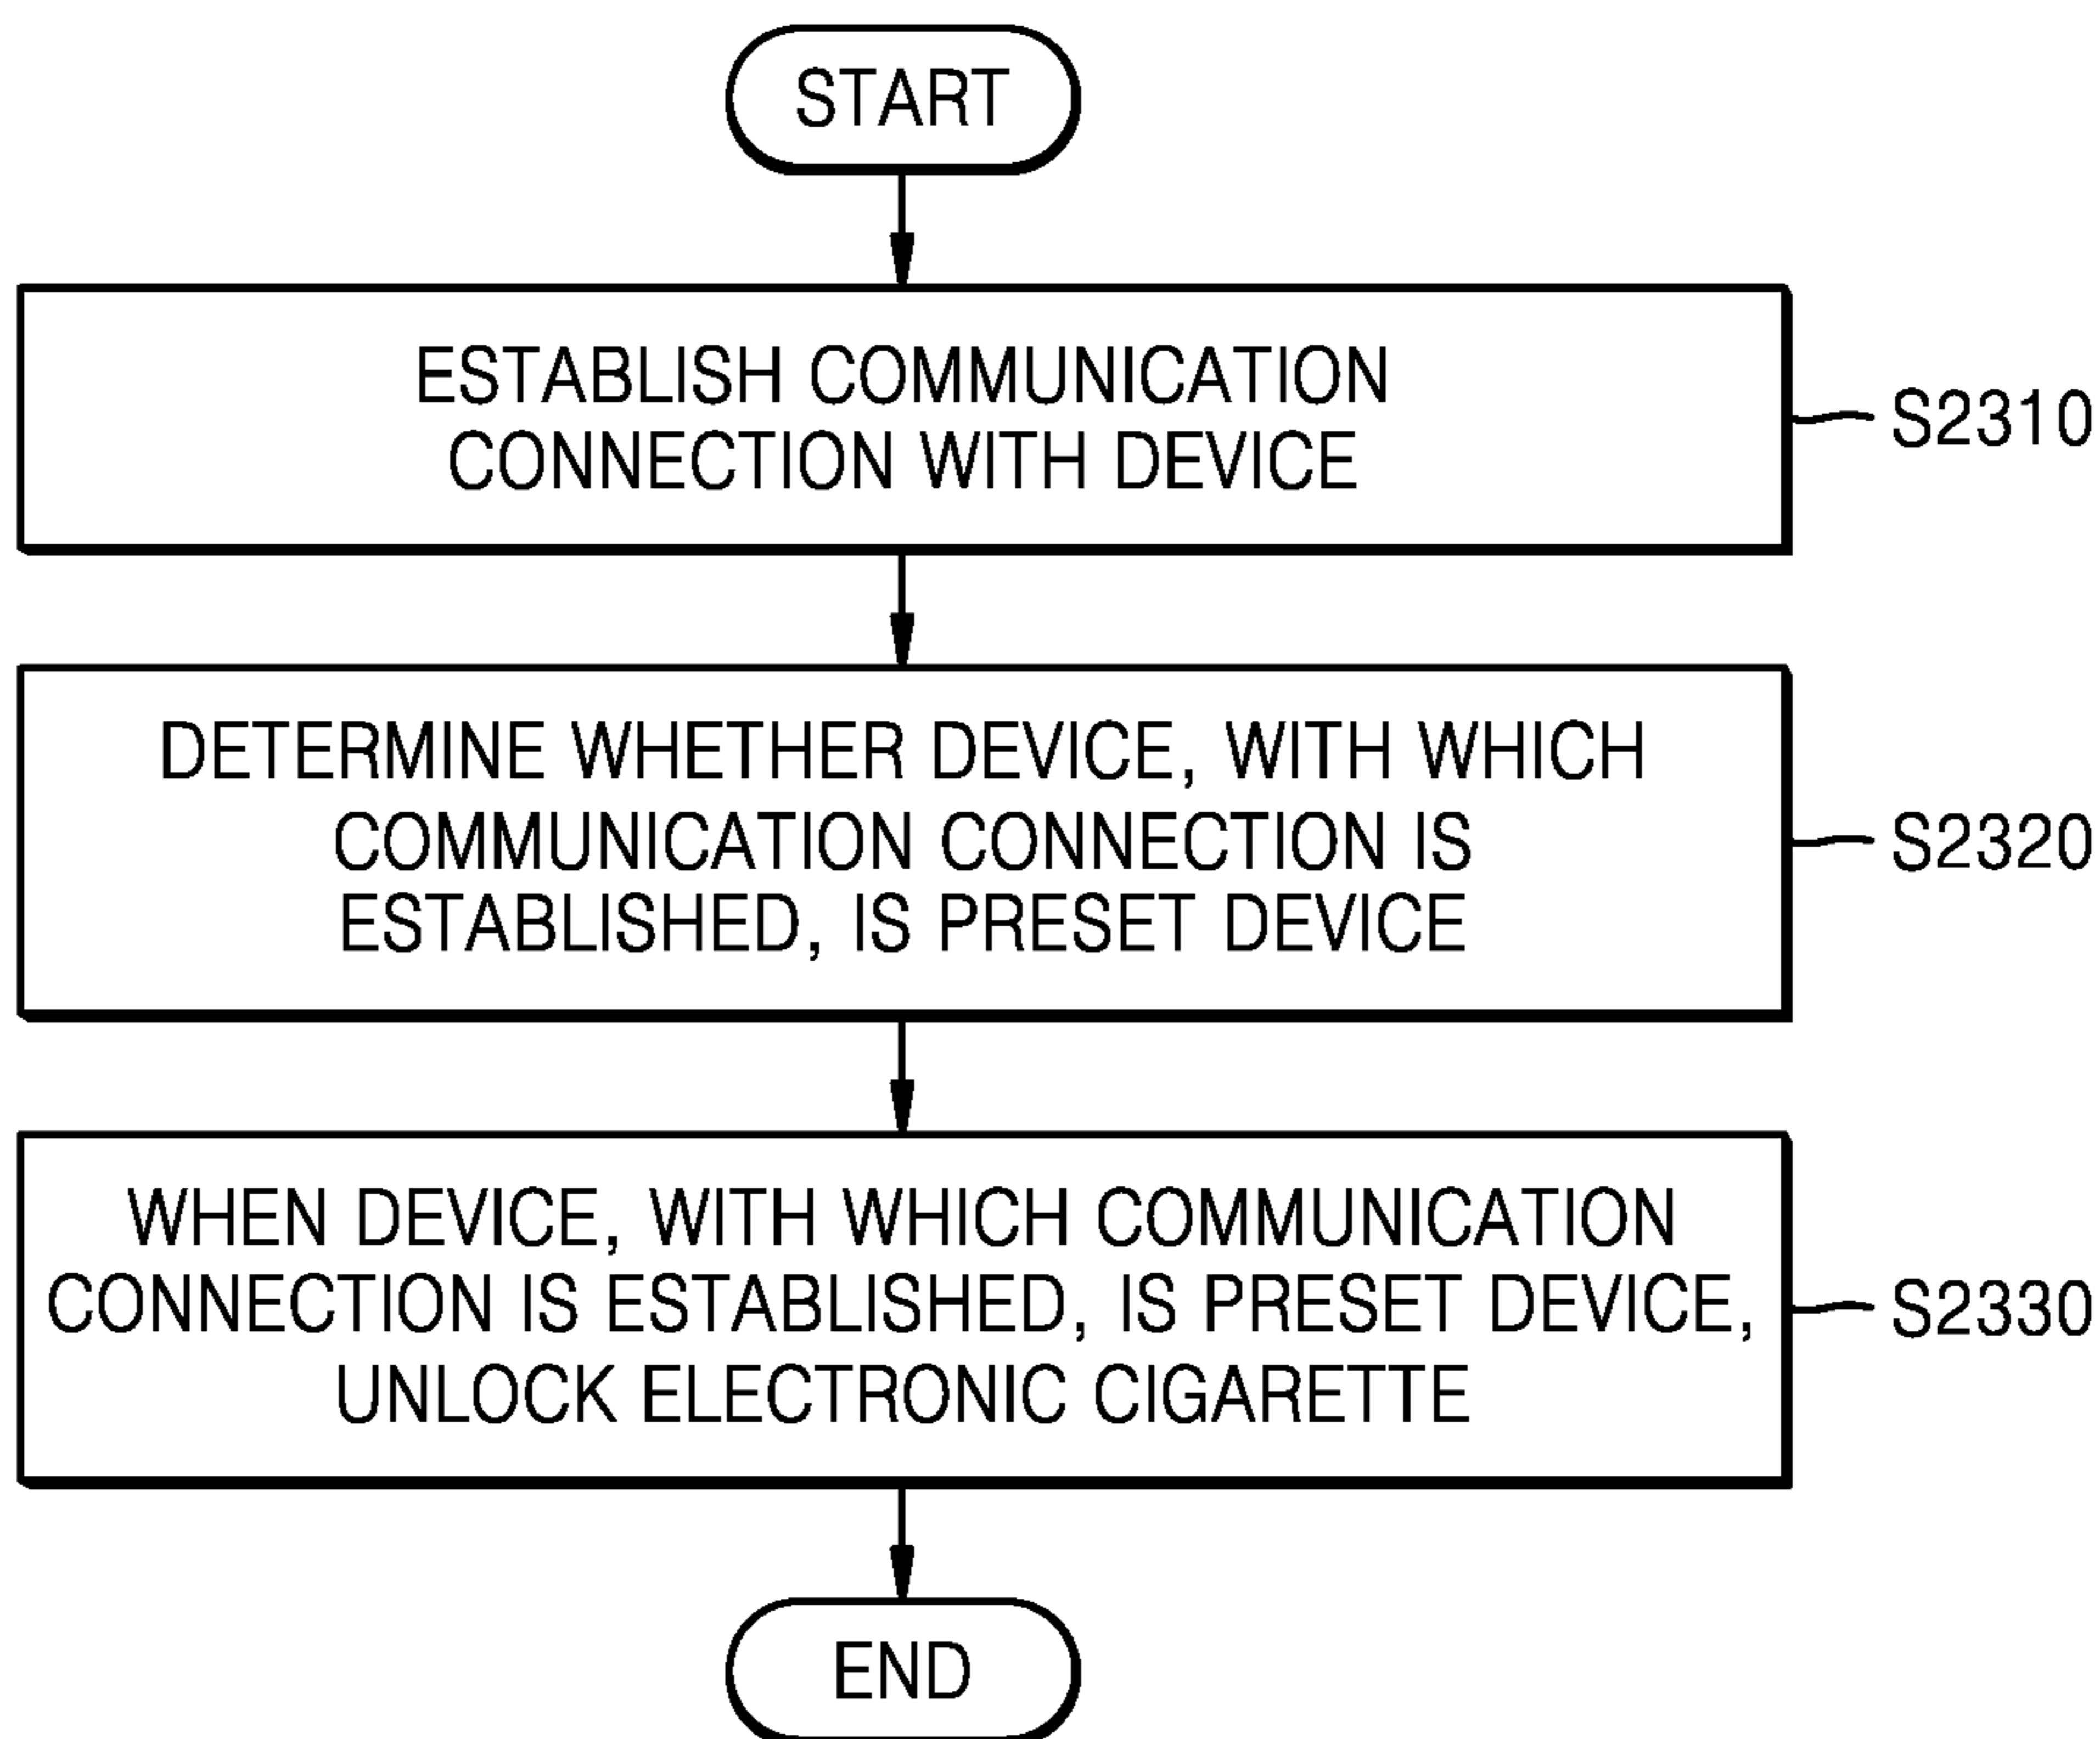 START
ESTABLISH COMMUNICATION
CONNECTION WITH DEVICE
S2310
DETERMINE WHETHER DEVICE, WITH WHICH
COMMUNICATION CONNECTION IS
ESTABLISHED, IS PRESET DEVICE
S2320
WHEN DEVICE, WITH WHICH COMMUNICATION
CONNECTION IS ESTABLISHED, IS PRESET DEVICE,
UNLOCK ELECTRONIC CIGARETTE
S2330
END